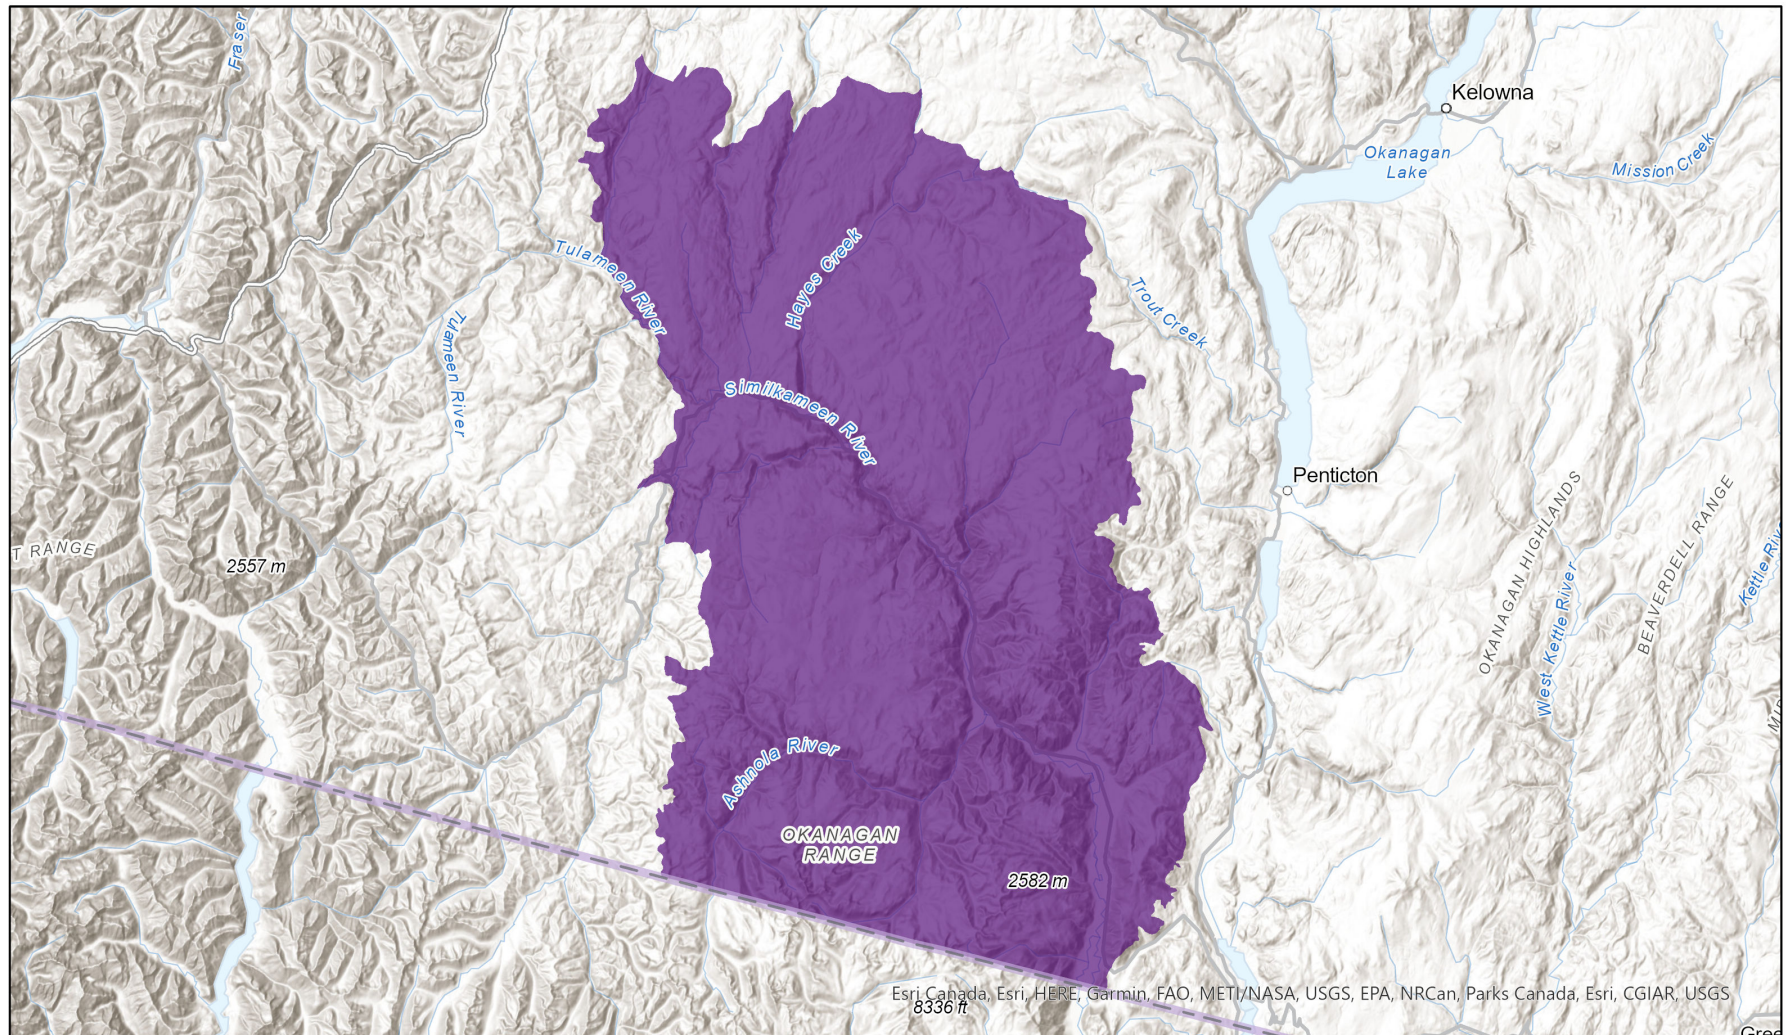 Fraser
Kelowna
Okanagan
Lake
Mission Creek
Tulameen River
Hayes Creek
Trout Creek
Tulameen River
Similkameen River
Penticton
T RANGE
2557 m
OKANAGAN HIGHLANDS
BEAVERDELL RANGE
West Kettle River
Kettle Riv
Ashnola River
OKANAGAN
RANGE
2582 m
Esri Canada, Esri, HERE, Garmin, FAO, METI/NASA, USGS, EPA, NRCan, Parks Canada, Esri, CGIAR, USGS
8336 ft
Gree